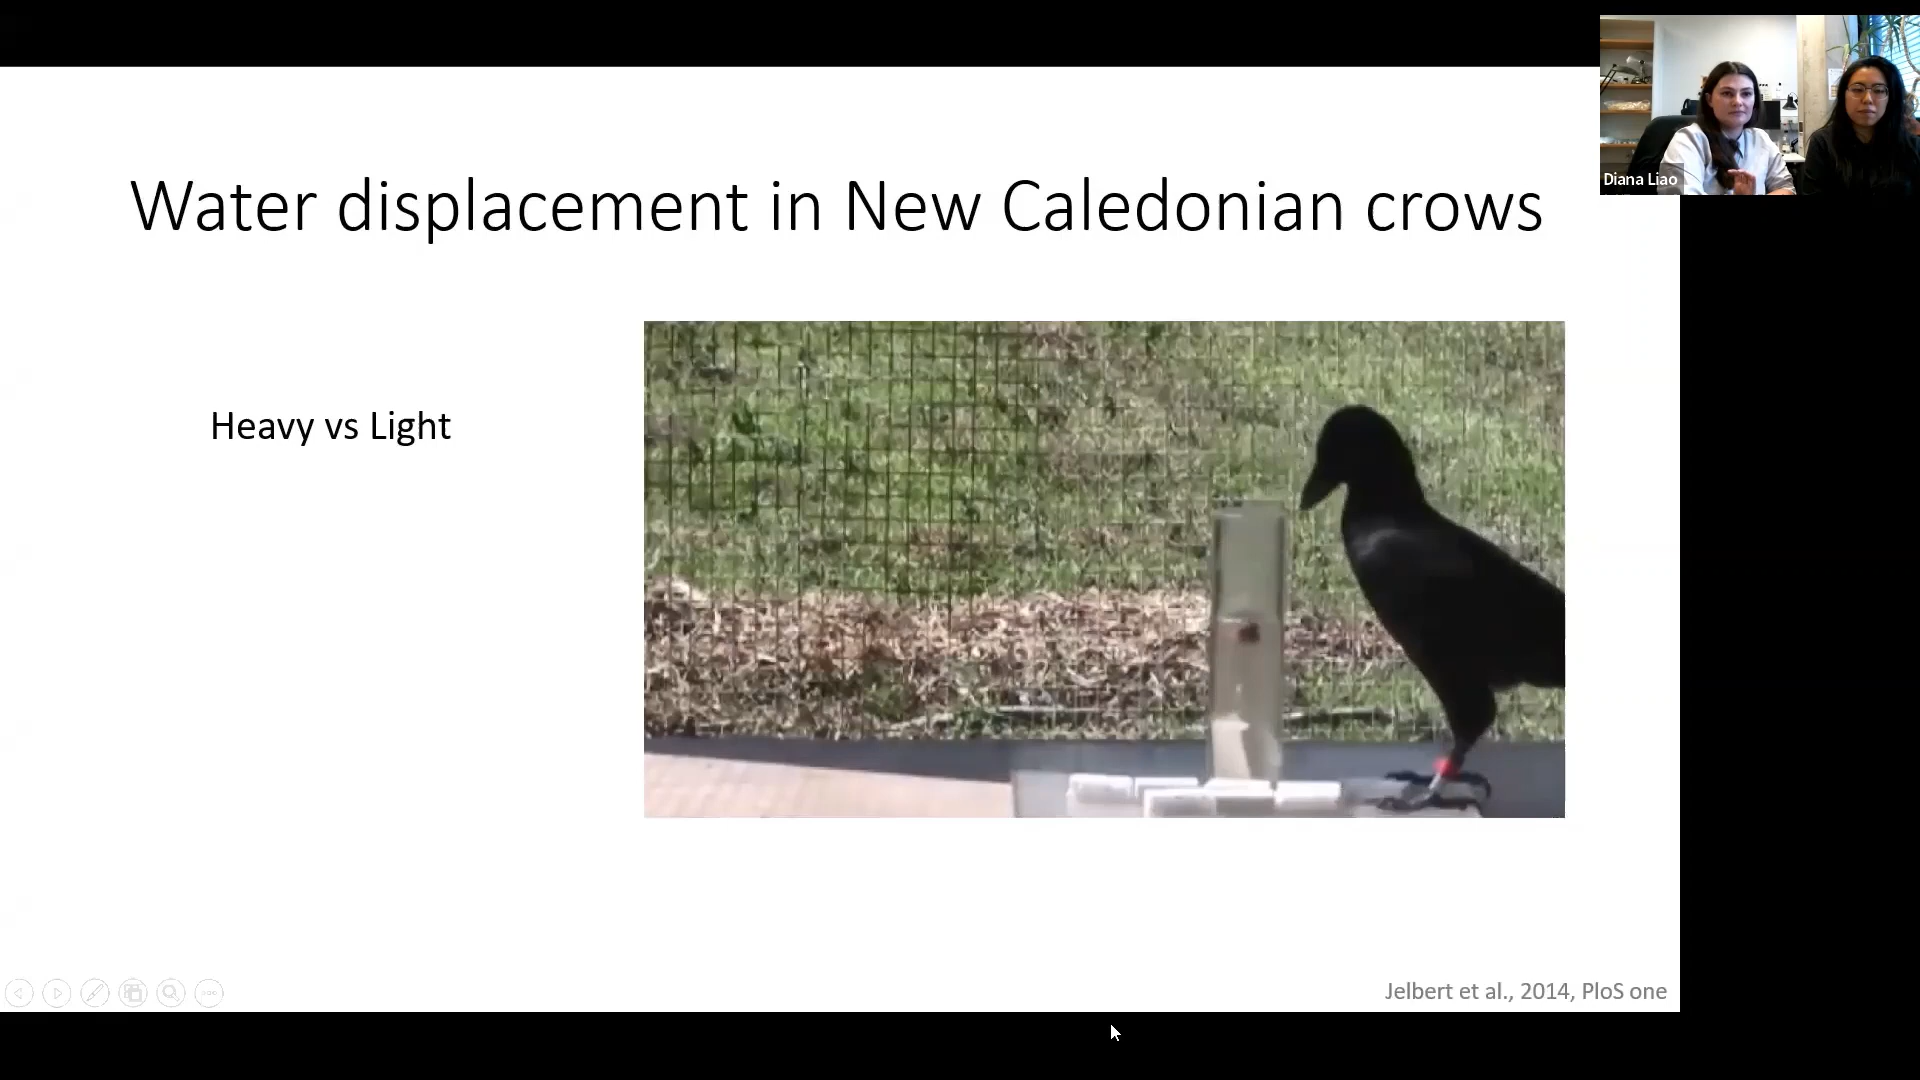 Diana Liao
Water displacement in New Caledonian crows
Heavy vs Light
Jelbert et al., 2014, PloS one